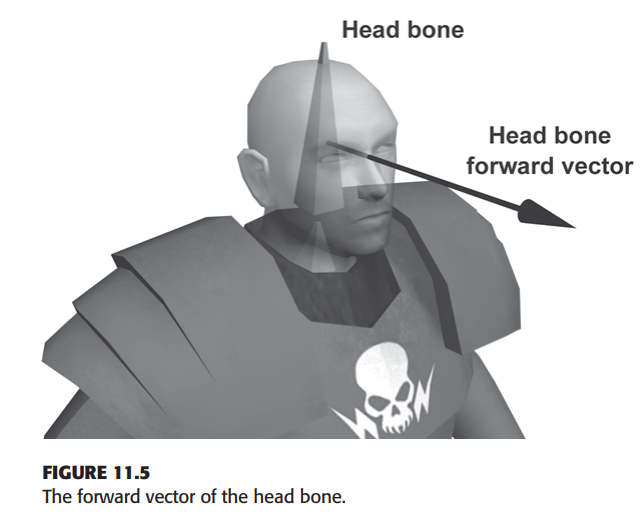 Head bone
Head bone
forward vector
FIGURE 11.5
The forward vector of the head bone.